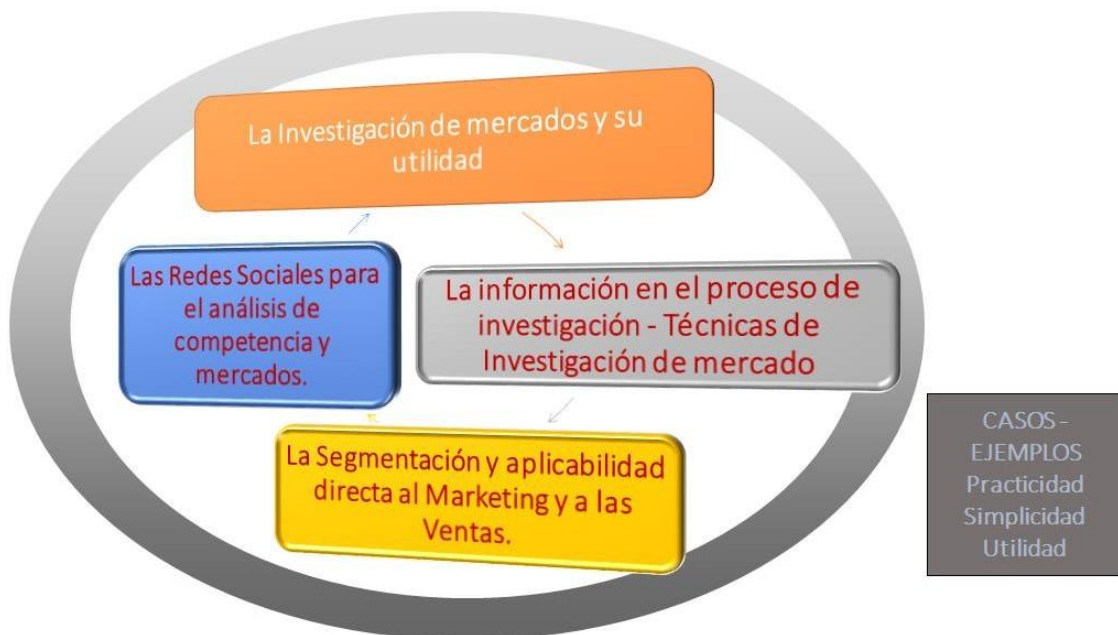 La Investigación de mercados y su
utilidad
Las Redes Sociales para
el análisis de
competencia y
mercados.
La información en el proceso de
investigación - Técnicas de
Investigación de mercado
La Segmentación y aplicabilidad
directa al Marketing y a las
Ventas.
CASOS -
EJEMPLOS
Practicidad
Simplicidad
Utilidad